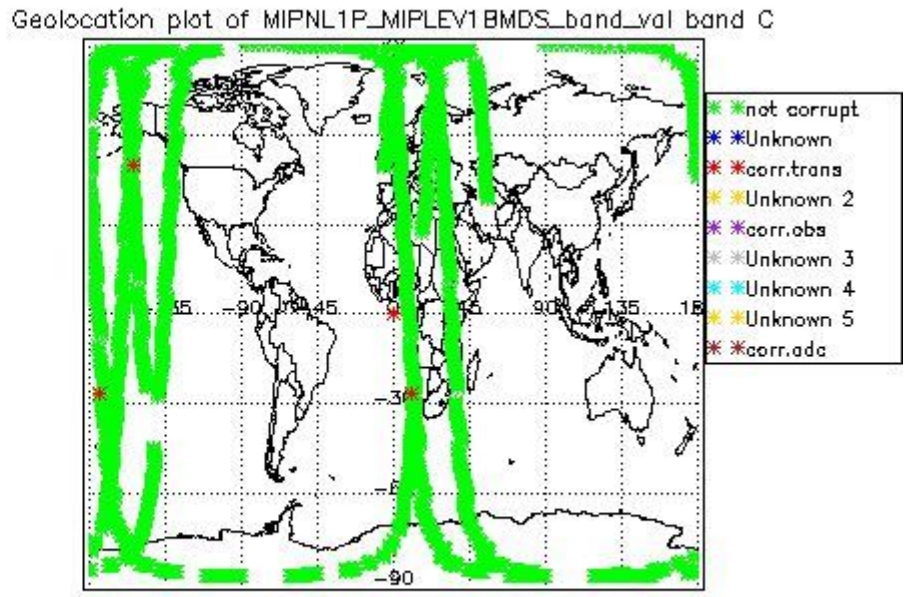 Geolocation plot of MIPNL1P_MIPLEV1BMDS_band_val band C
not corrupt
Unknown
corr.trans
Unknown 2
corr.obs
Unknown 3
Unknown 4
Unknown 5
corr.adc
-90 -45 90 135
-90